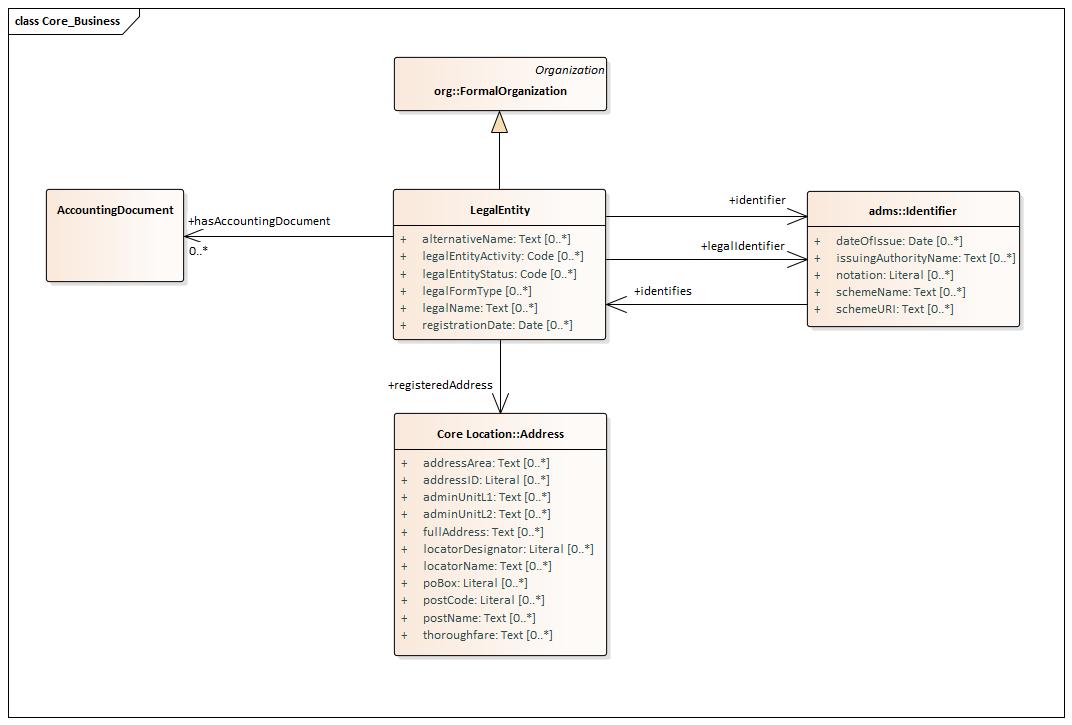 class Core_Business
Organization
org::FormalOrganization
AccountingDocument
+hasAccountingDocument
0..*
LegalEntity
+ alternativeName: Text [0..*]
+ legalEntityActivity: Code [0..*]
+ legalEntityStatus: Code [0..*]
+ legalFormType [0..*]
+ legalName: Text [0..*]
+ registrationDate: Date [0..*]
+identifier
+legalIdentifier
+identifies
adms::Identifier
+ dateOfIssue: Date [0..*]
+ issuingAuthorityName: Text [0..*]
+ notation: Literal [0..*]
+ schemeName: Text [0..*]
+ schemeURI: Text [0..*]
+registeredAddress
Core Location::Address
+ addressArea: Text [0..*]
+ addressID: Literal [0..*]
+ adminUnitL1: Text [0..*]
+ adminUnitL2: Text [0..*]
+ fullAddress: Text [0..*]
+ locatorDesignator: Literal [0..*]
+ locatorName: Text [0..*]
+ poBox: Literal [0..*]
+ postCode: Literal [0..*]
+ postName: Text [0..*]
+ thoroughfare: Text [0..*]